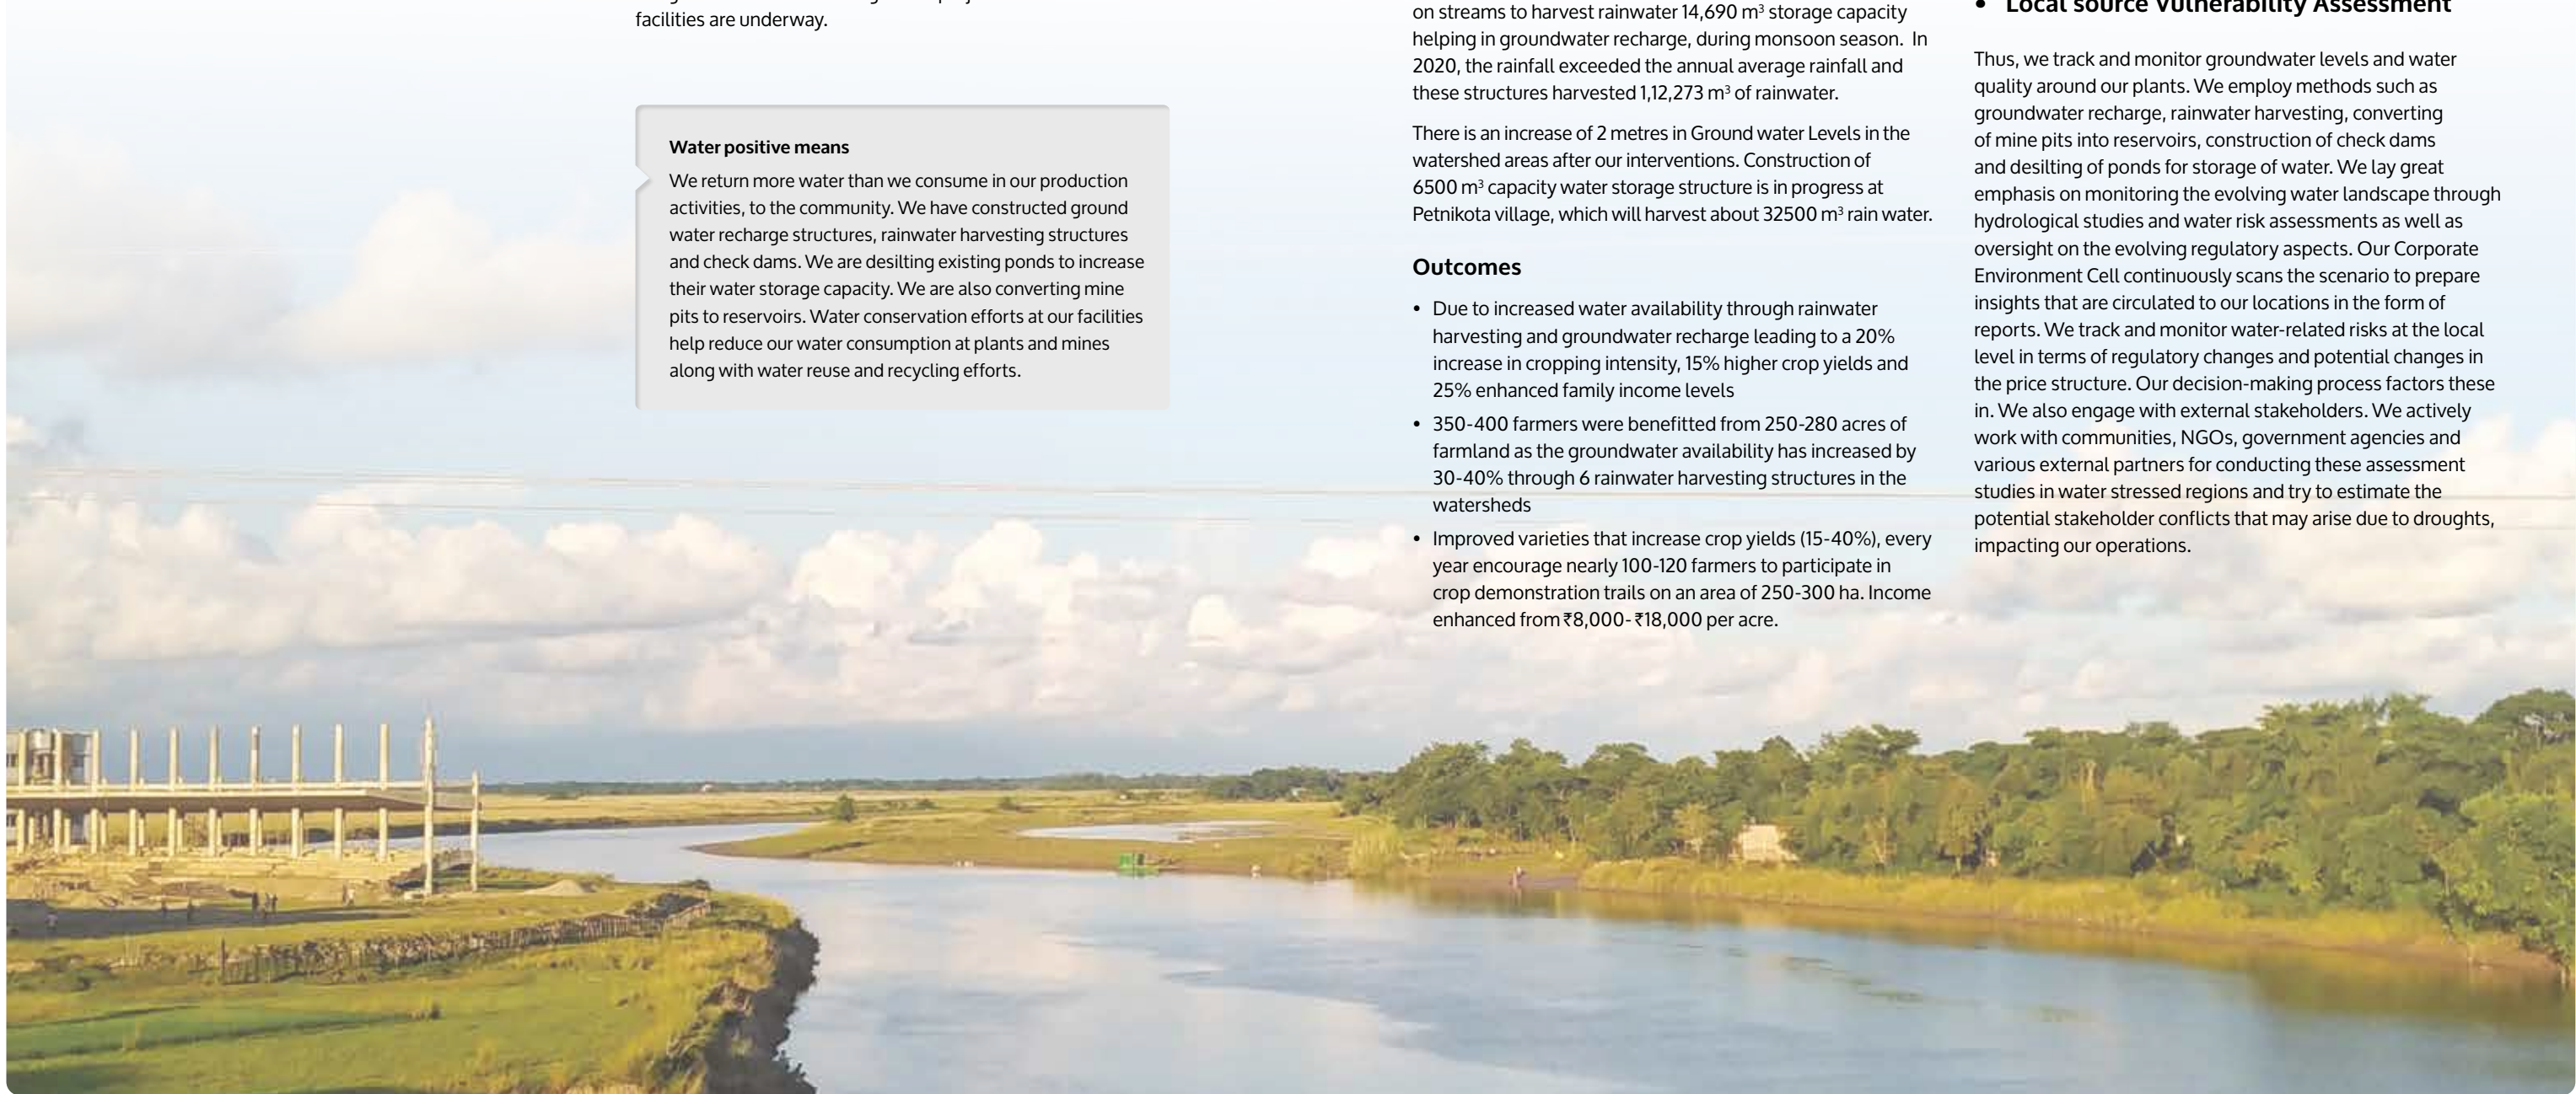 facilities are underway.
Water positive means
We return more water than we consume in our production
activities, to the community. We have constructed ground
water recharge structures, rainwater harvesting structures
and check dams. We are desilting existing ponds to increase
their water storage capacity. We are also converting mine
pits to reservoirs. Water conservation efforts at our facilities
help reduce our water consumption at plants and mines
along with water reuse and recycling efforts.
on streams to harvest rainwater 14,690 m³ storage capacity
helping in groundwater recharge, during monsoon season. In
2020, the rainfall exceeded the annual average rainfall and
these structures harvested 1,12,273 m³ of rainwater.
There is an increase of 2 metres in Ground water Levels in the
watershed areas after our interventions. Construction of
6500 m³ capacity water storage structure is in progress at
Petnikota village, which will harvest about 32500 m³ rain water.
Outcomes
• Due to increased water availability through rainwater
harvesting and groundwater recharge leading to a 20%
increase in cropping intensity, 15% higher crop yields and
25% enhanced family income levels
• 350-400 farmers were benefitted from 250-280 acres of
farmland as the groundwater availability has increased by
30-40% through 6 rainwater harvesting structures in the
watersheds
• Improved varieties that increase crop yields (15-40%), every
year encourage nearly 100-120 farmers to participate in
crop demonstration trails on an area of 250-300 ha. Income
enhanced from ₹8,000- ₹18,000 per acre.
• Local source Vulnerability Assessment
Thus, we track and monitor groundwater levels and water
quality around our plants. We employ methods such as
groundwater recharge, rainwater harvesting, converting
of mine pits into reservoirs, construction of check dams
and desilting of ponds for storage of water. We lay great
emphasis on monitoring the evolving water landscape through
hydrological studies and water risk assessments as well as
oversight on the evolving regulatory aspects. Our Corporate
Environment Cell continuously scans the scenario to prepare
insights that are circulated to our locations in the form of
reports. We track and monitor water-related risks at the local
level in terms of regulatory changes and potential changes in
the price structure. Our decision-making process factors these
in. We also engage with external stakeholders. We actively
work with communities, NGOs, government agencies and
various external partners for conducting these assessment
studies in water stressed regions and try to estimate the
potential stakeholder conflicts that may arise due to droughts,
impacting our operations.